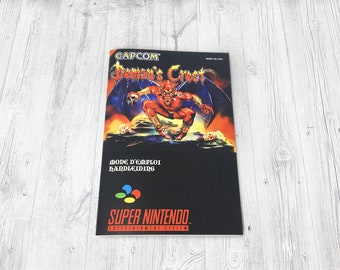 CAPCOM
Demon's Crest
MODE D'EMPLOI
HANDLEIDING
SUPER NINTENDO
ENTERTAINMENT SYSTEM